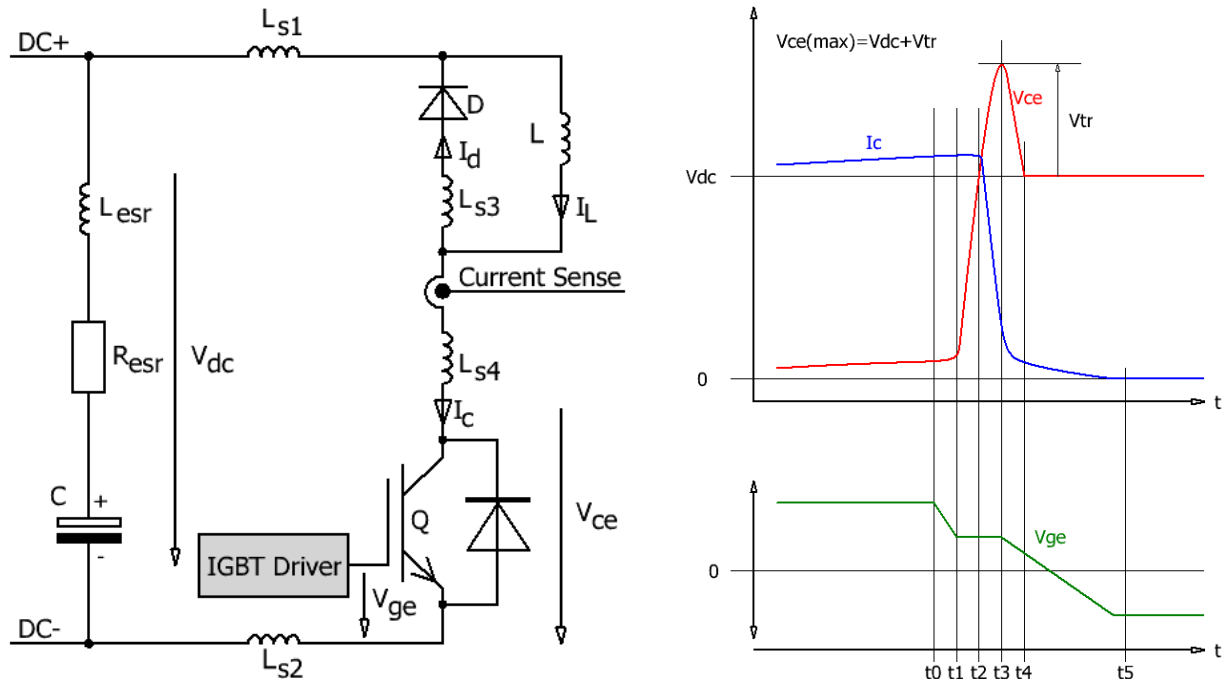 Ls1
DC+
D
L
Id
Lesr
Ls3
IL
Current Sense
Resr
Vdc
Ls4
Ic
C
+
-
Q
Vce
IGBT Driver
Vge
DC-
Ls2
Vce(max)=Vdc+Vtr
Vce
Vtr
Ic
Vdc
0
t
Vge
0
t
t0 t1 t2 t3 t4 t5